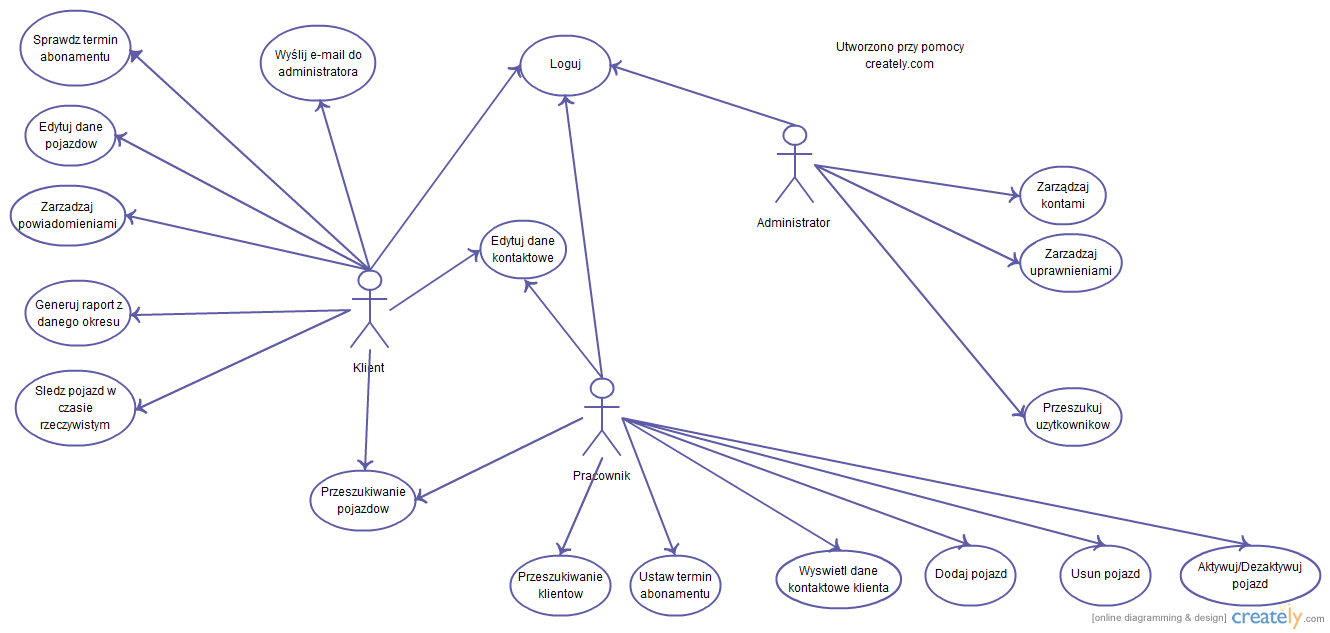 Sprawdz termin
abonamentu
Wyślij e-mail do
administratora
Loguj
Utworzono przy pomocy
creately.com
Edytuj dane
pojazdow
Zarzadzaj
powiadomieniami
Administrator
Zarządzaj
kontami
Edytuj dane
kontaktowe
Zarzadzaj
uprawnieniami
Generuj raport z
danego okresu
Klient
Sledz pojazd w
czasie
rzeczywistym
Przeszukuj
uzytkownikow
Pracownik
Przeszukiwanie
pojazdow
Przeszukiwanie
klientow
Ustaw termin
abonamentu
Wyswietl dane
kontaktowe klienta
Dodaj pojazd
Usun pojazd
Aktywuj/Dezaktywuj
pojazd
[online diagramming & design] creately.com